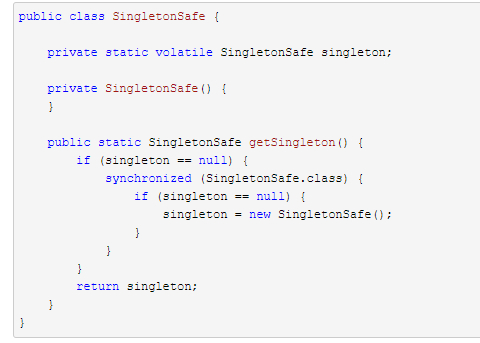 public class SingletonSafe {
private static volatile SingletonSafe singleton;
private SingletonSafe() {
}
public static SingletonSafe getSingleton() {
if (singleton == null) {
synchronized (SingletonSafe.class) {
if (singleton == null) {
singleton = new SingletonSafe();
}
}
}
return singleton;
}
}